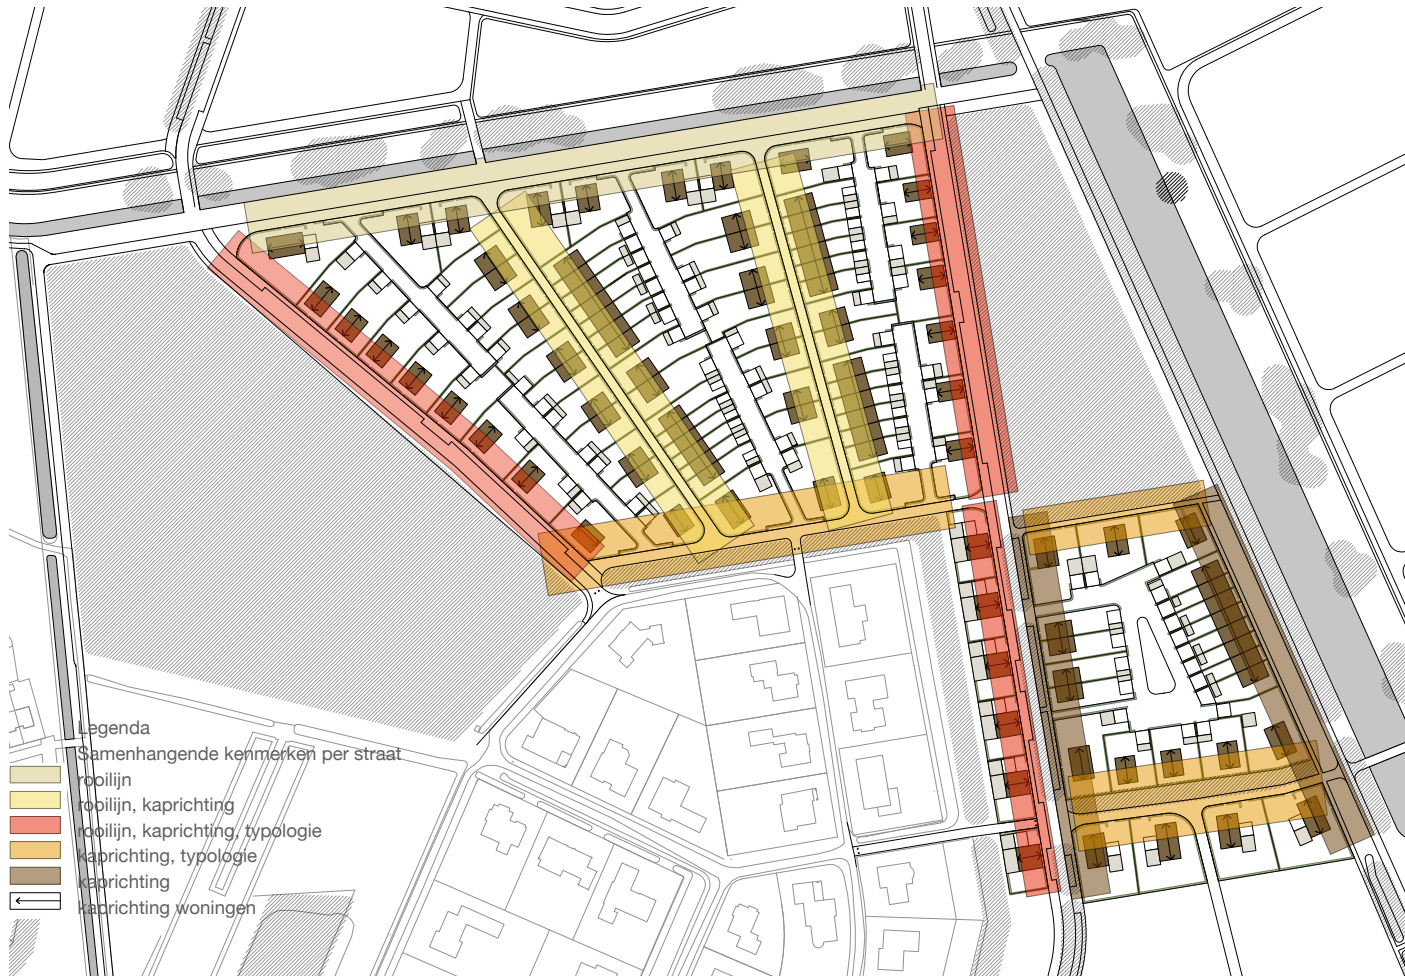 Legenda
Samenhangende kenmerken per straat
rooilijn
rooilijn, kaprichting
rooilijn, kaprichting, typologie
kaprichting, typologie
kaprichting
kaprichting woningen